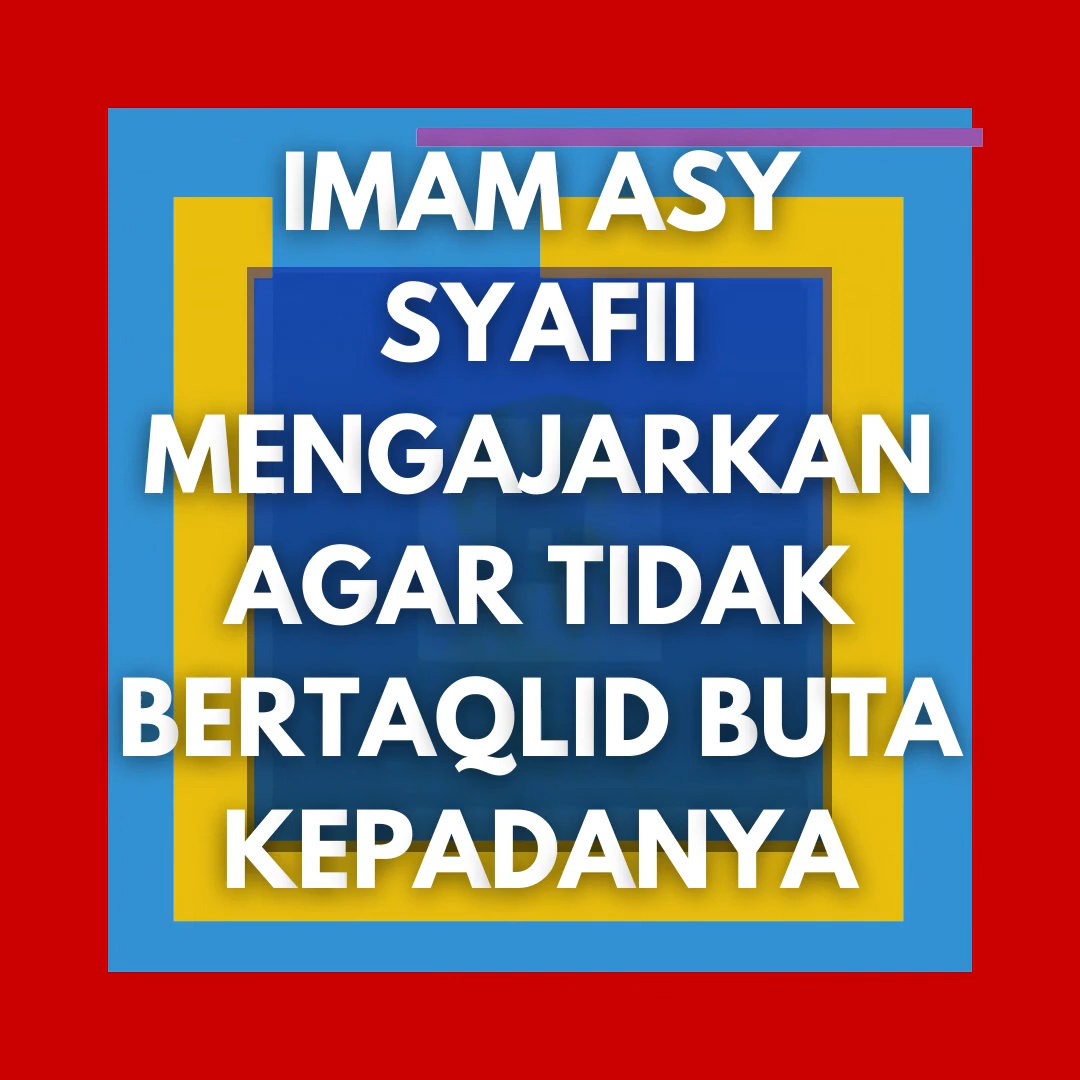 IMAM ASY
SYAFII
MENGAJARKAN
AGAR TIDAK
BERTAQLID BUTA
KEPADANYA